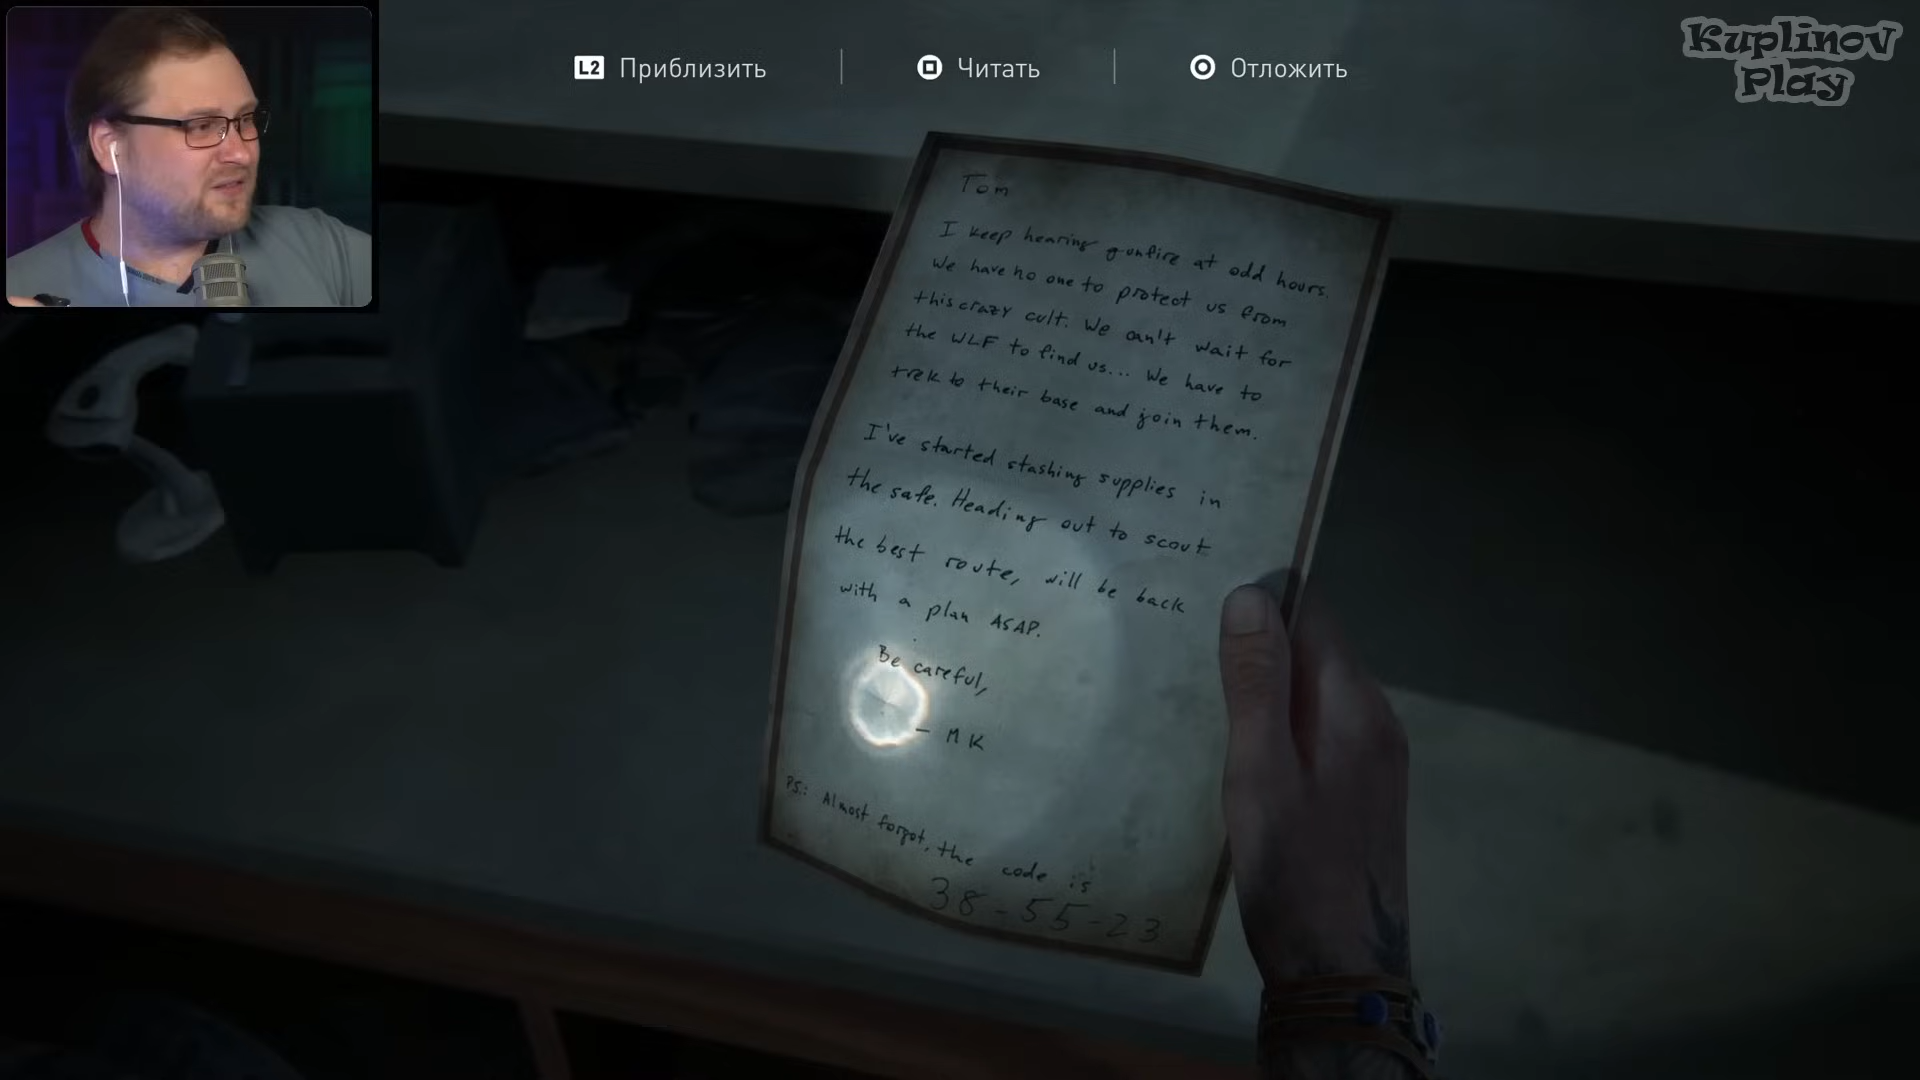 L2 Приблизить
Читать
Отложить
Kuplinov
Play
Tom
I keep hearing gunfire at odd hours.
We have no one to protect us from
this crazy cult. We can't wait for
the WLF to find us... We have to
trek to their base and join them.
I've started stashing supplies in
the safe. Heading out to scout
the best route, will be back
with a plan ASAP.
Be careful,
- MK
PS.: Almost forgot, the code is
38-55-23